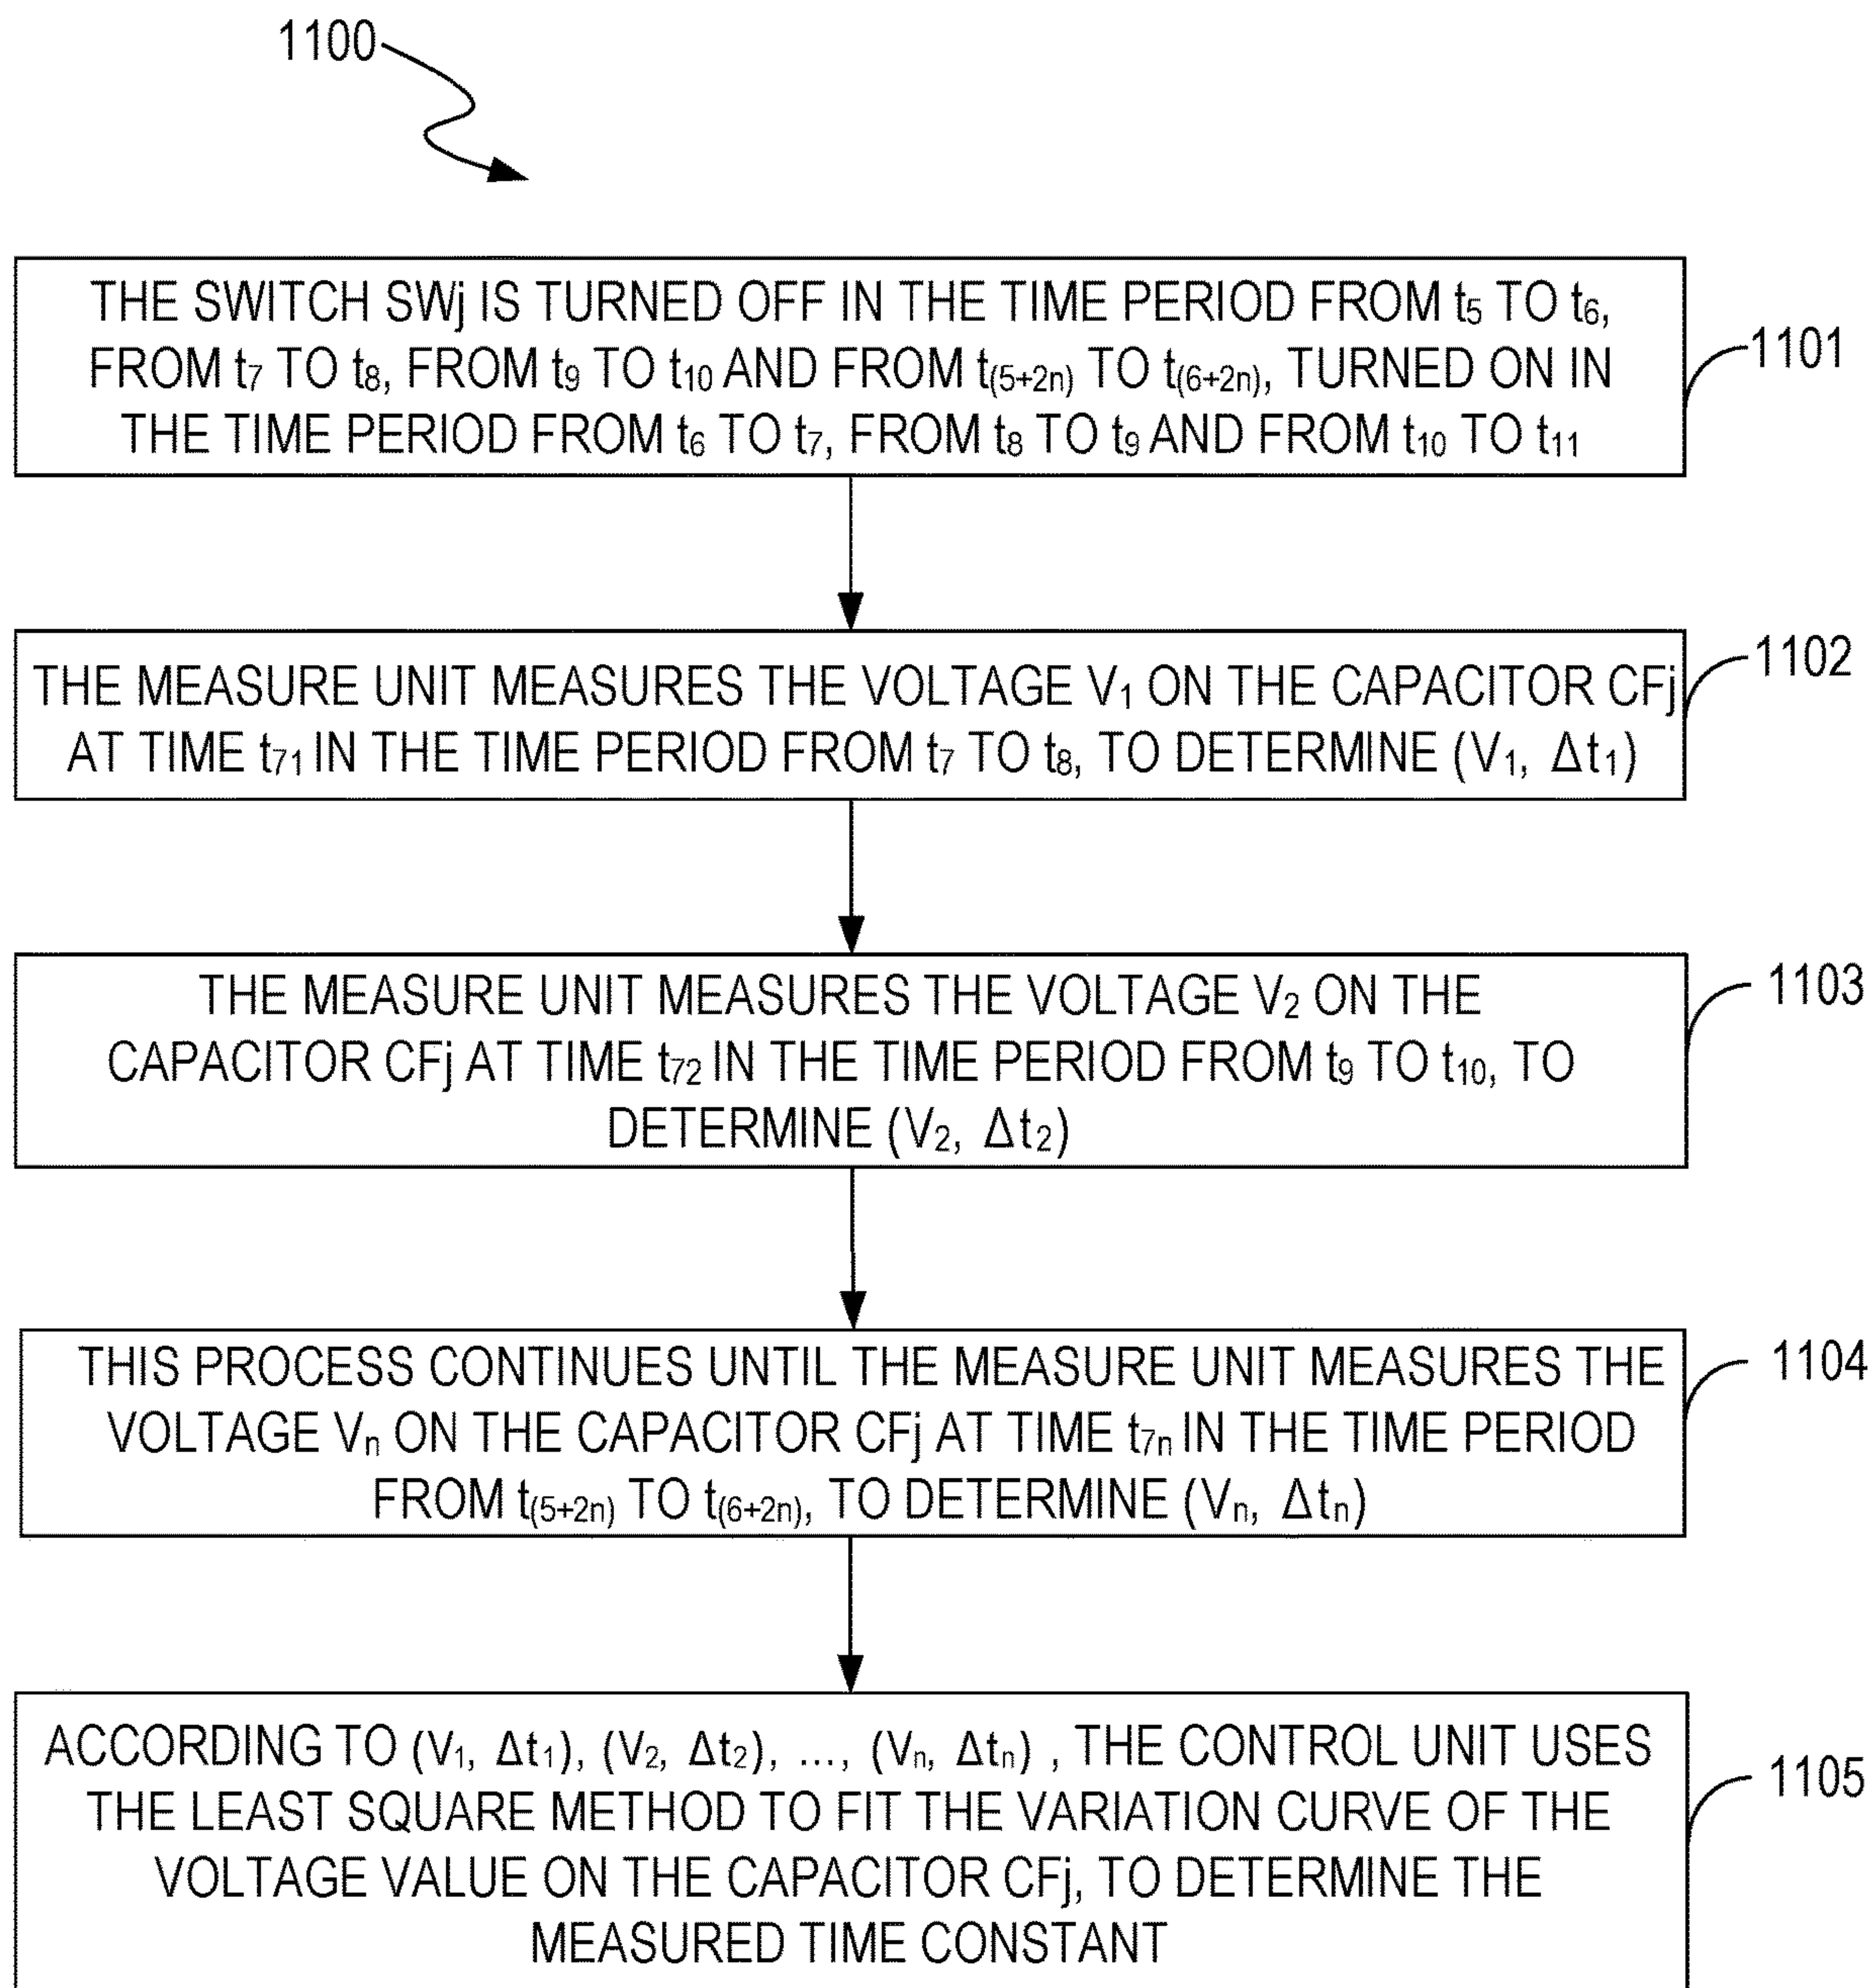 1100
THE SWITCH SWj IS TURNED OFF IN THE TIME PERIOD FROM t5 TO t6,
FROM t7 TO t8, FROM t9 TO t10 AND FROM t(5+2n) TO t(6+2n), TURNED ON IN
THE TIME PERIOD FROM t6 TO t7, FROM t8 TO t9 AND FROM t10 TO t11
1101
THE MEASURE UNIT MEASURES THE VOLTAGE V1 ON THE CAPACITOR CFj
AT TIME t71 IN THE TIME PERIOD FROM t7 TO t8, TO DETERMINE (V1, Δt1)
1102
THE MEASURE UNIT MEASURES THE VOLTAGE V2 ON THE
CAPACITOR CFj AT TIME t72 IN THE TIME PERIOD FROM t9 TO t10, TO
DETERMINE (V2, Δt2)
1103
THIS PROCESS CONTINUES UNTIL THE MEASURE UNIT MEASURES THE
VOLTAGE Vn ON THE CAPACITOR CFj AT TIME t7n IN THE TIME PERIOD
FROM t(5+2n) TO t(6+2n), TO DETERMINE (Vn, Δtn)
1104
ACCORDING TO (V1, Δt1), (V2, Δt2), ..., (Vn, Δtn) , THE CONTROL UNIT USES
THE LEAST SQUARE METHOD TO FIT THE VARIATION CURVE OF THE
VOLTAGE VALUE ON THE CAPACITOR CFj, TO DETERMINE THE
MEASURED TIME CONSTANT
1105